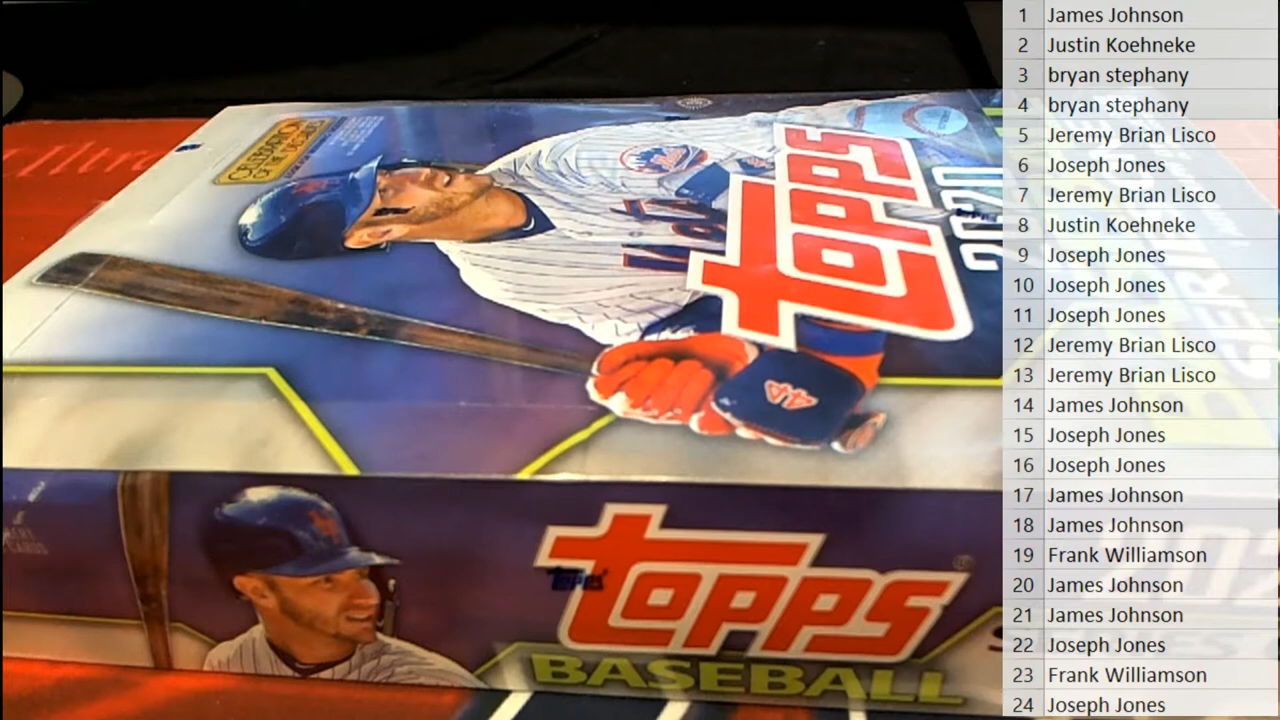 1 James Johnson
2 Justin Koehneke
3 bryan stephany
4 bryan stephany
5 Jeremy Brian Lisco
6 Joseph Jones
7 Jeremy Brian Lisco
8 Justin Koehneke
9 Joseph Jones
10 Joseph Jones
11 Joseph Jones
12 Jeremy Brian Lisco
13 Jeremy Brian Lisco
14 James Johnson
15 Joseph Jones
16 Joseph Jones
17 James Johnson
18 James Johnson
19 Frank Williamson
20 James Johnson
21 James Johnson
22 Joseph Jones
23 Frank Williamson
24 Joseph Jones
2020
topps
Mets
topps
Topps
BASEBALL